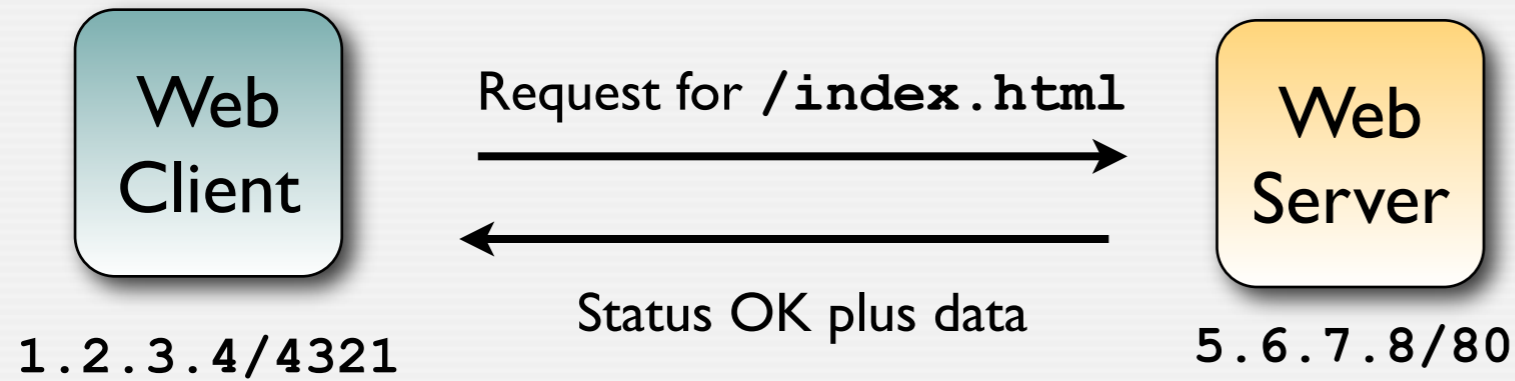 Web
Client
1.2.3.4/4321
Request for /index.html
Status OK plus data
Web
Server
5.6.7.8/80